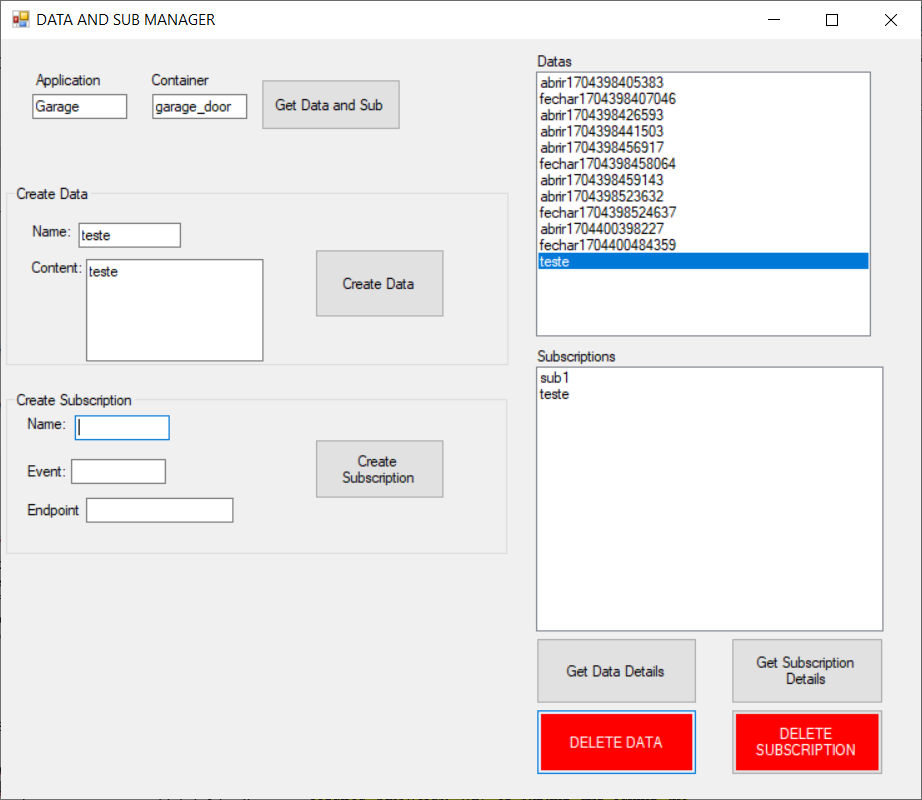 DATA AND SUB MANAGER
Application
Container
Garage
garage_door
Get Data and Sub
Create Data
Name:
teste
Content:
teste
Create Data
Create Subscription
Name:
Event:
Endpoint
Create
Subscription
Datas
abrir1704398405383
fechar1704398407046
abrir1704398426593
abrir1704398441503
abrir1704398456917
fechar1704398458064
abrir1704398459143
abrir1704398523632
fechar1704398524637
abrir1704400398227
fechar1704400484359
teste
Subscriptions
sub1
teste
Get Data Details
Get Subscription
Details
DELETE DATA
DELETE
SUBSCRIPTION